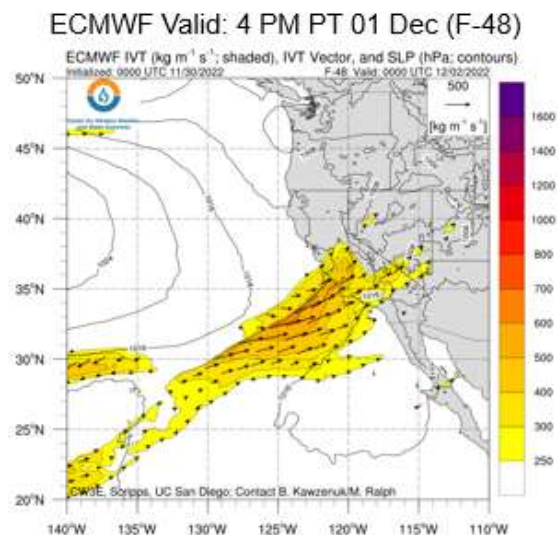 ECMWF Valid: 4 PM PT 01 Dec (F-48)
ECMWF IVT (kg m⁻¹ s⁻¹; shaded), IVT Vector, and SLP (hPa; contours)
Initialized: 0000 UTC 11/30/2022 F-48 Valid: 0000 UTC 12/02/2022
50°N
500
[kg m⁻¹ s⁻¹]
45°N
40°N
35°N
30°N
25°N
20°N
1600
1400
1200
1000
800
700
600
500
400
300
250
1016
1016
CW3E, Scripps, UC San Diego; Contact B. Kawzenuk/M. Ralph
140°W 135°W 130°W 125°W 120°W 115°W 110°W